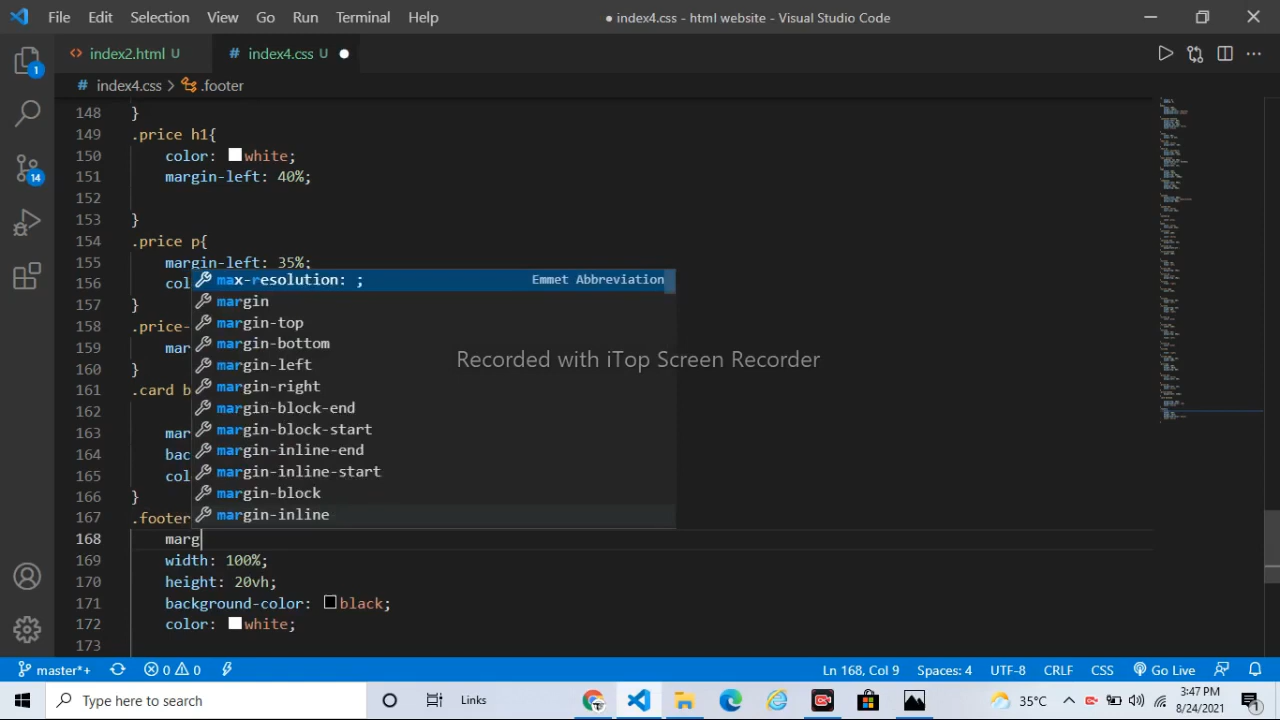 File Edit Selection View Go Run Terminal Help
● index4.css - html website - Visual Studio Code
<> index2.html U
# index4.css U ●
# index4.css > .footer
148 }
149 .price h1{
150 color: white;
151 margin-left: 40%;
152
153 }
154 .price p{
155 margin-left: 35%;
156 col
157 }
158 .price-
159 mar
160 }
161 .card b
162
163 mar
164 bac
165 col
166 }
167 .footer
168 marg
169 width: 100%;
170 height: 20vh;
171 background-color: black;
172 color: white;
173
max-resolution: ; Emmet Abbreviation
margin
margin-top
margin-bottom
margin-left
margin-right
margin-block-end
margin-block-start
margin-inline-end
margin-inline-start
margin-block
margin-inline
Recorded with iTop Screen Recorder
1
14
master*+ 0 0 Ln 168, Col 9 Spaces: 4 UTF-8 CRLF CSS Go Live
Type here to search Links 35°C 3:47 PM
8/24/2021 1